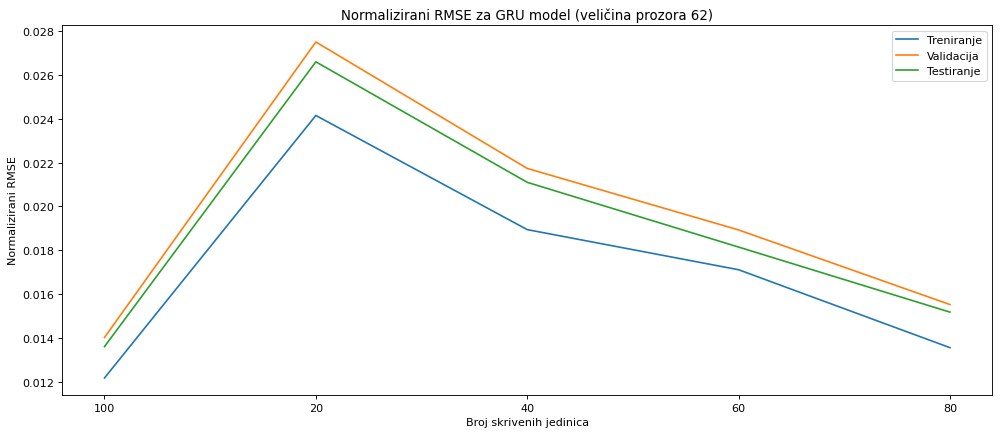 Normalizirani RMSE za GRU model (veličina prozora 62)
Treniranje
Validacija
Testiranje
Normalizirani RMSE
0.028
0.026
0.024
0.022
0.020
0.018
0.016
0.014
0.012
100
20
40
60
80
Broj skrivenih jedinica